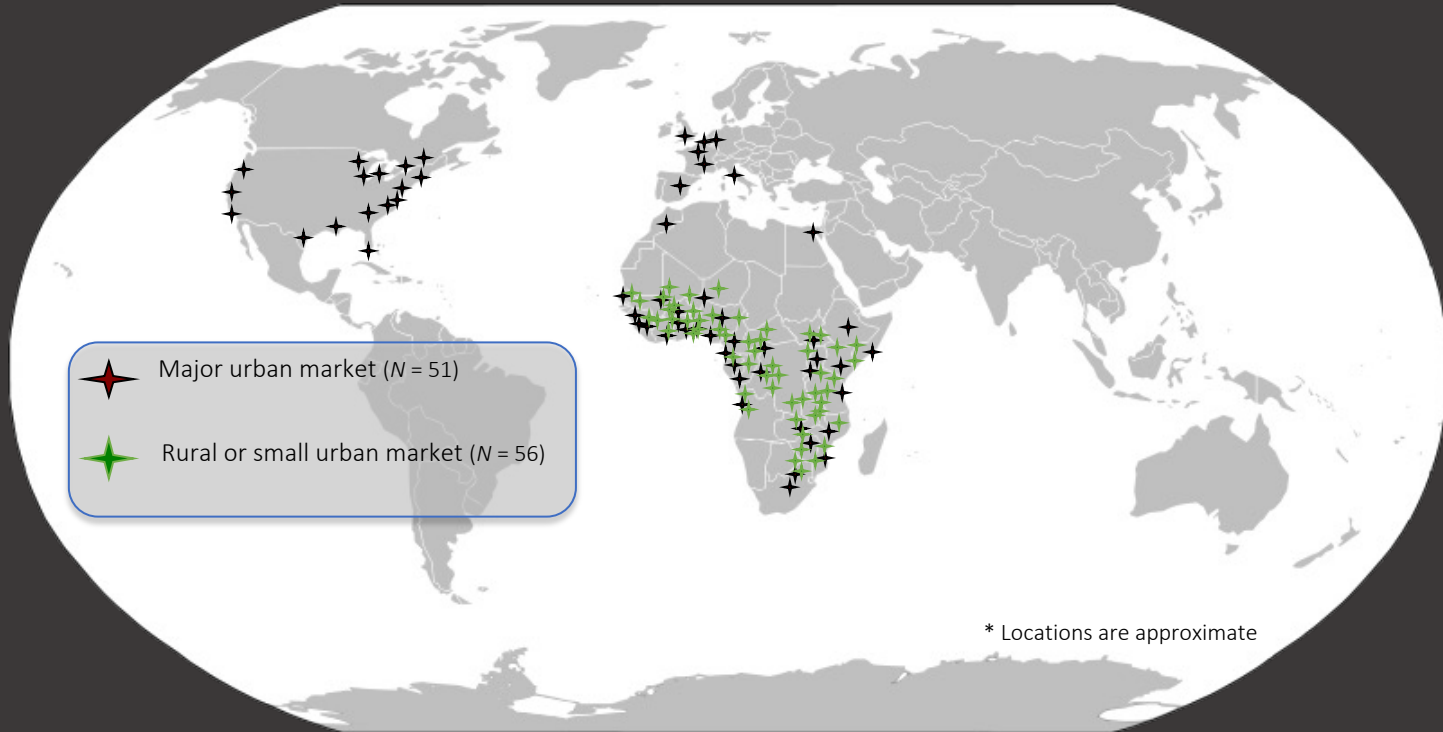 Major urban market (N = 51)
Rural or small urban market (N = 56)
* Locations are approximate